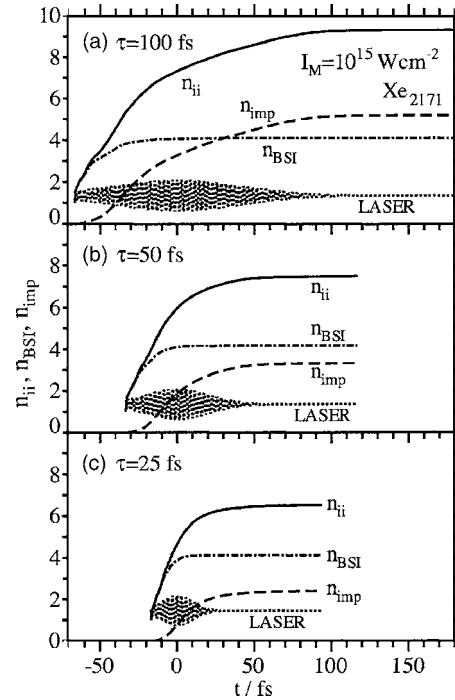 (a) τ=100 fs
I_M=10^15 Wcm^-2
Xe_2171
n_ii
n_imp
n_BSI
LASER
10
8
6
4
2
0
(b) τ=50 fs
n_ii
n_BSI
n_imp
LASER
8
6
4
2
0
(c) τ=25 fs
n_ii
n_BSI
n_imp
LASER
8
6
4
2
0
n_ii, n_BSI, n_imp
-50 0 50 100 150
t / fs